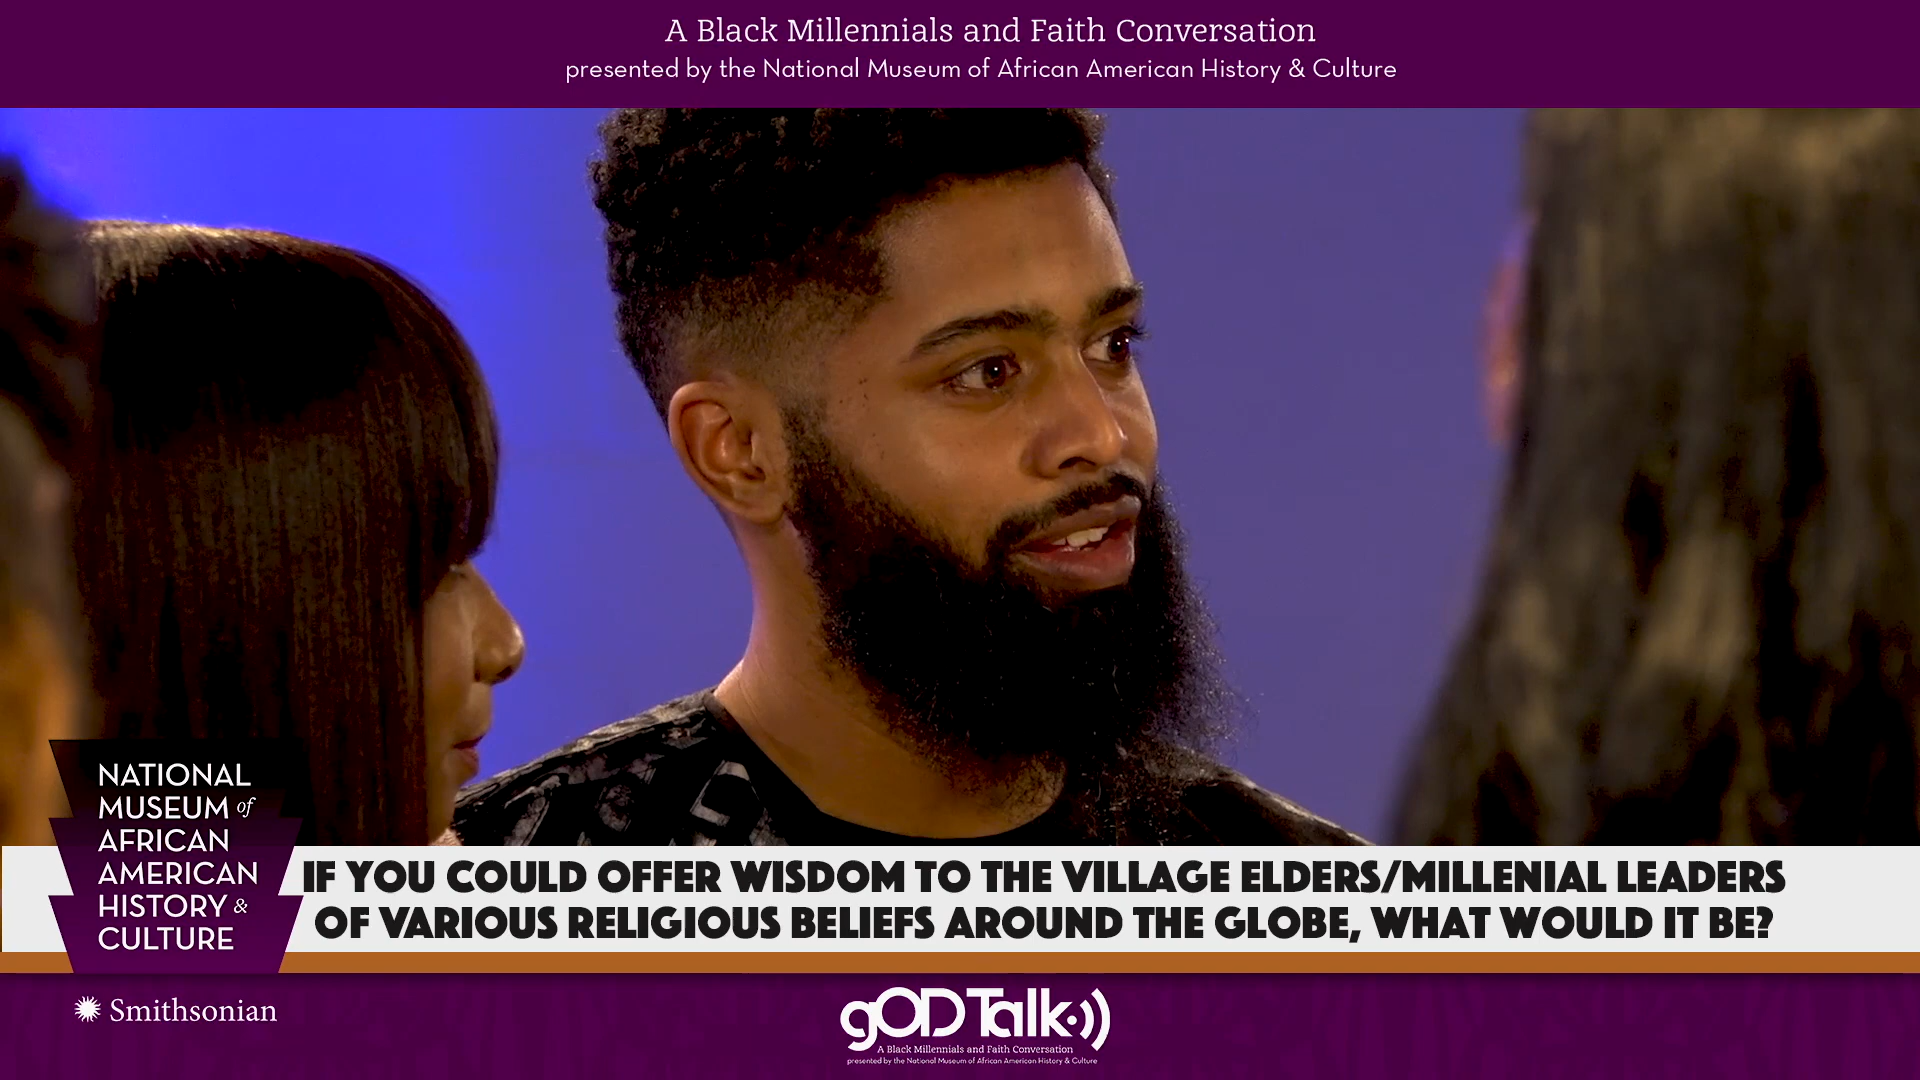 A Black Millennials and Faith Conversation
presented by the National Museum of African American History & Culture
NATIONAL
MUSEUM of
AFRICAN
AMERICAN
HISTORY &
CULTURE
IF YOU COULD OFFER WISDOM TO THE VILLAGE ELDERS/MILLENIAL LEADERS
OF VARIOUS RELIGIOUS BELIEFS AROUND THE GLOBE, WHAT WOULD IT BE?
Smithsonian
gODTalk
A Black Millennials and Faith Conversation
presented by the National Museum of African American History & Culture